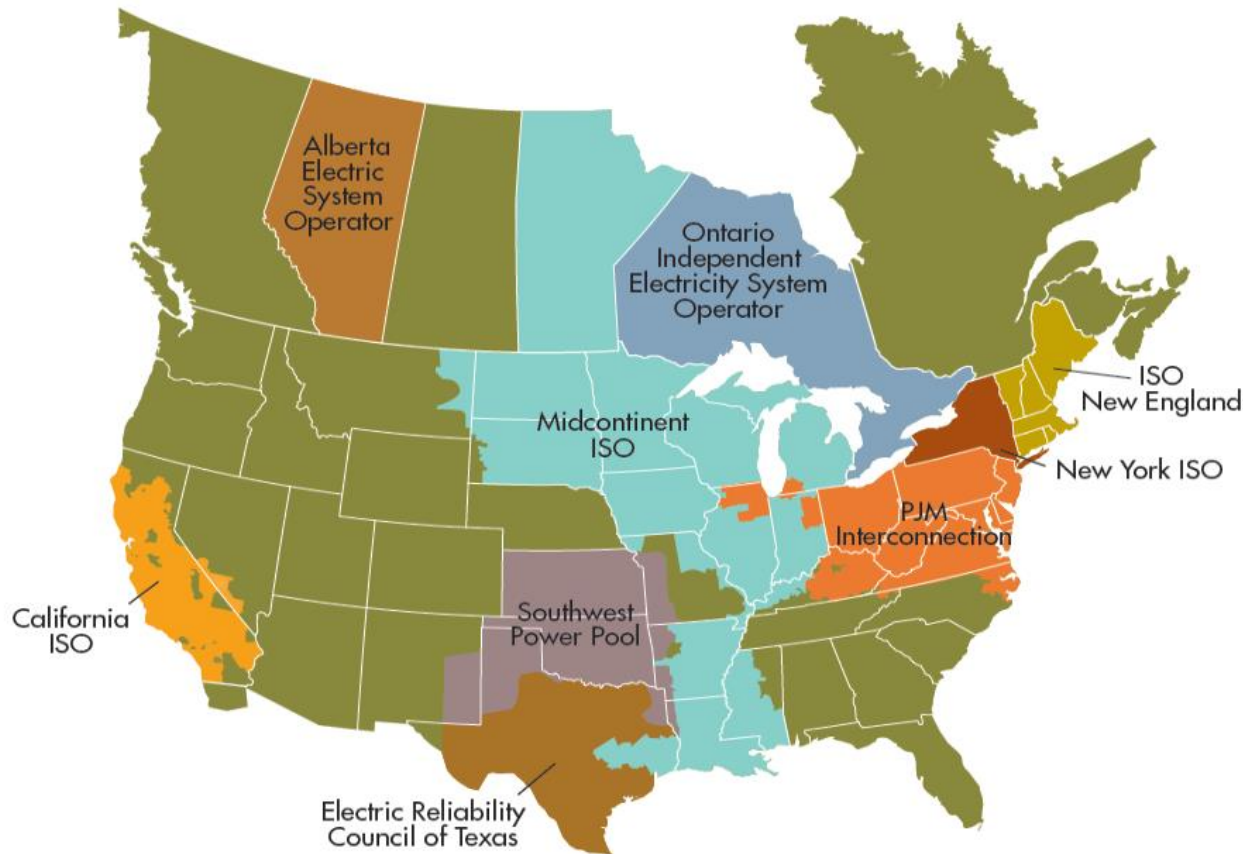 Alberta
Electric
System
Operator
Ontario
Independent
Electricity System
Operator
Midcontinent
ISO
ISO
New England
New York ISO
PJM
Interconnection
California
ISO
Southwest
Power Pool
Electric Reliability
Council of Texas